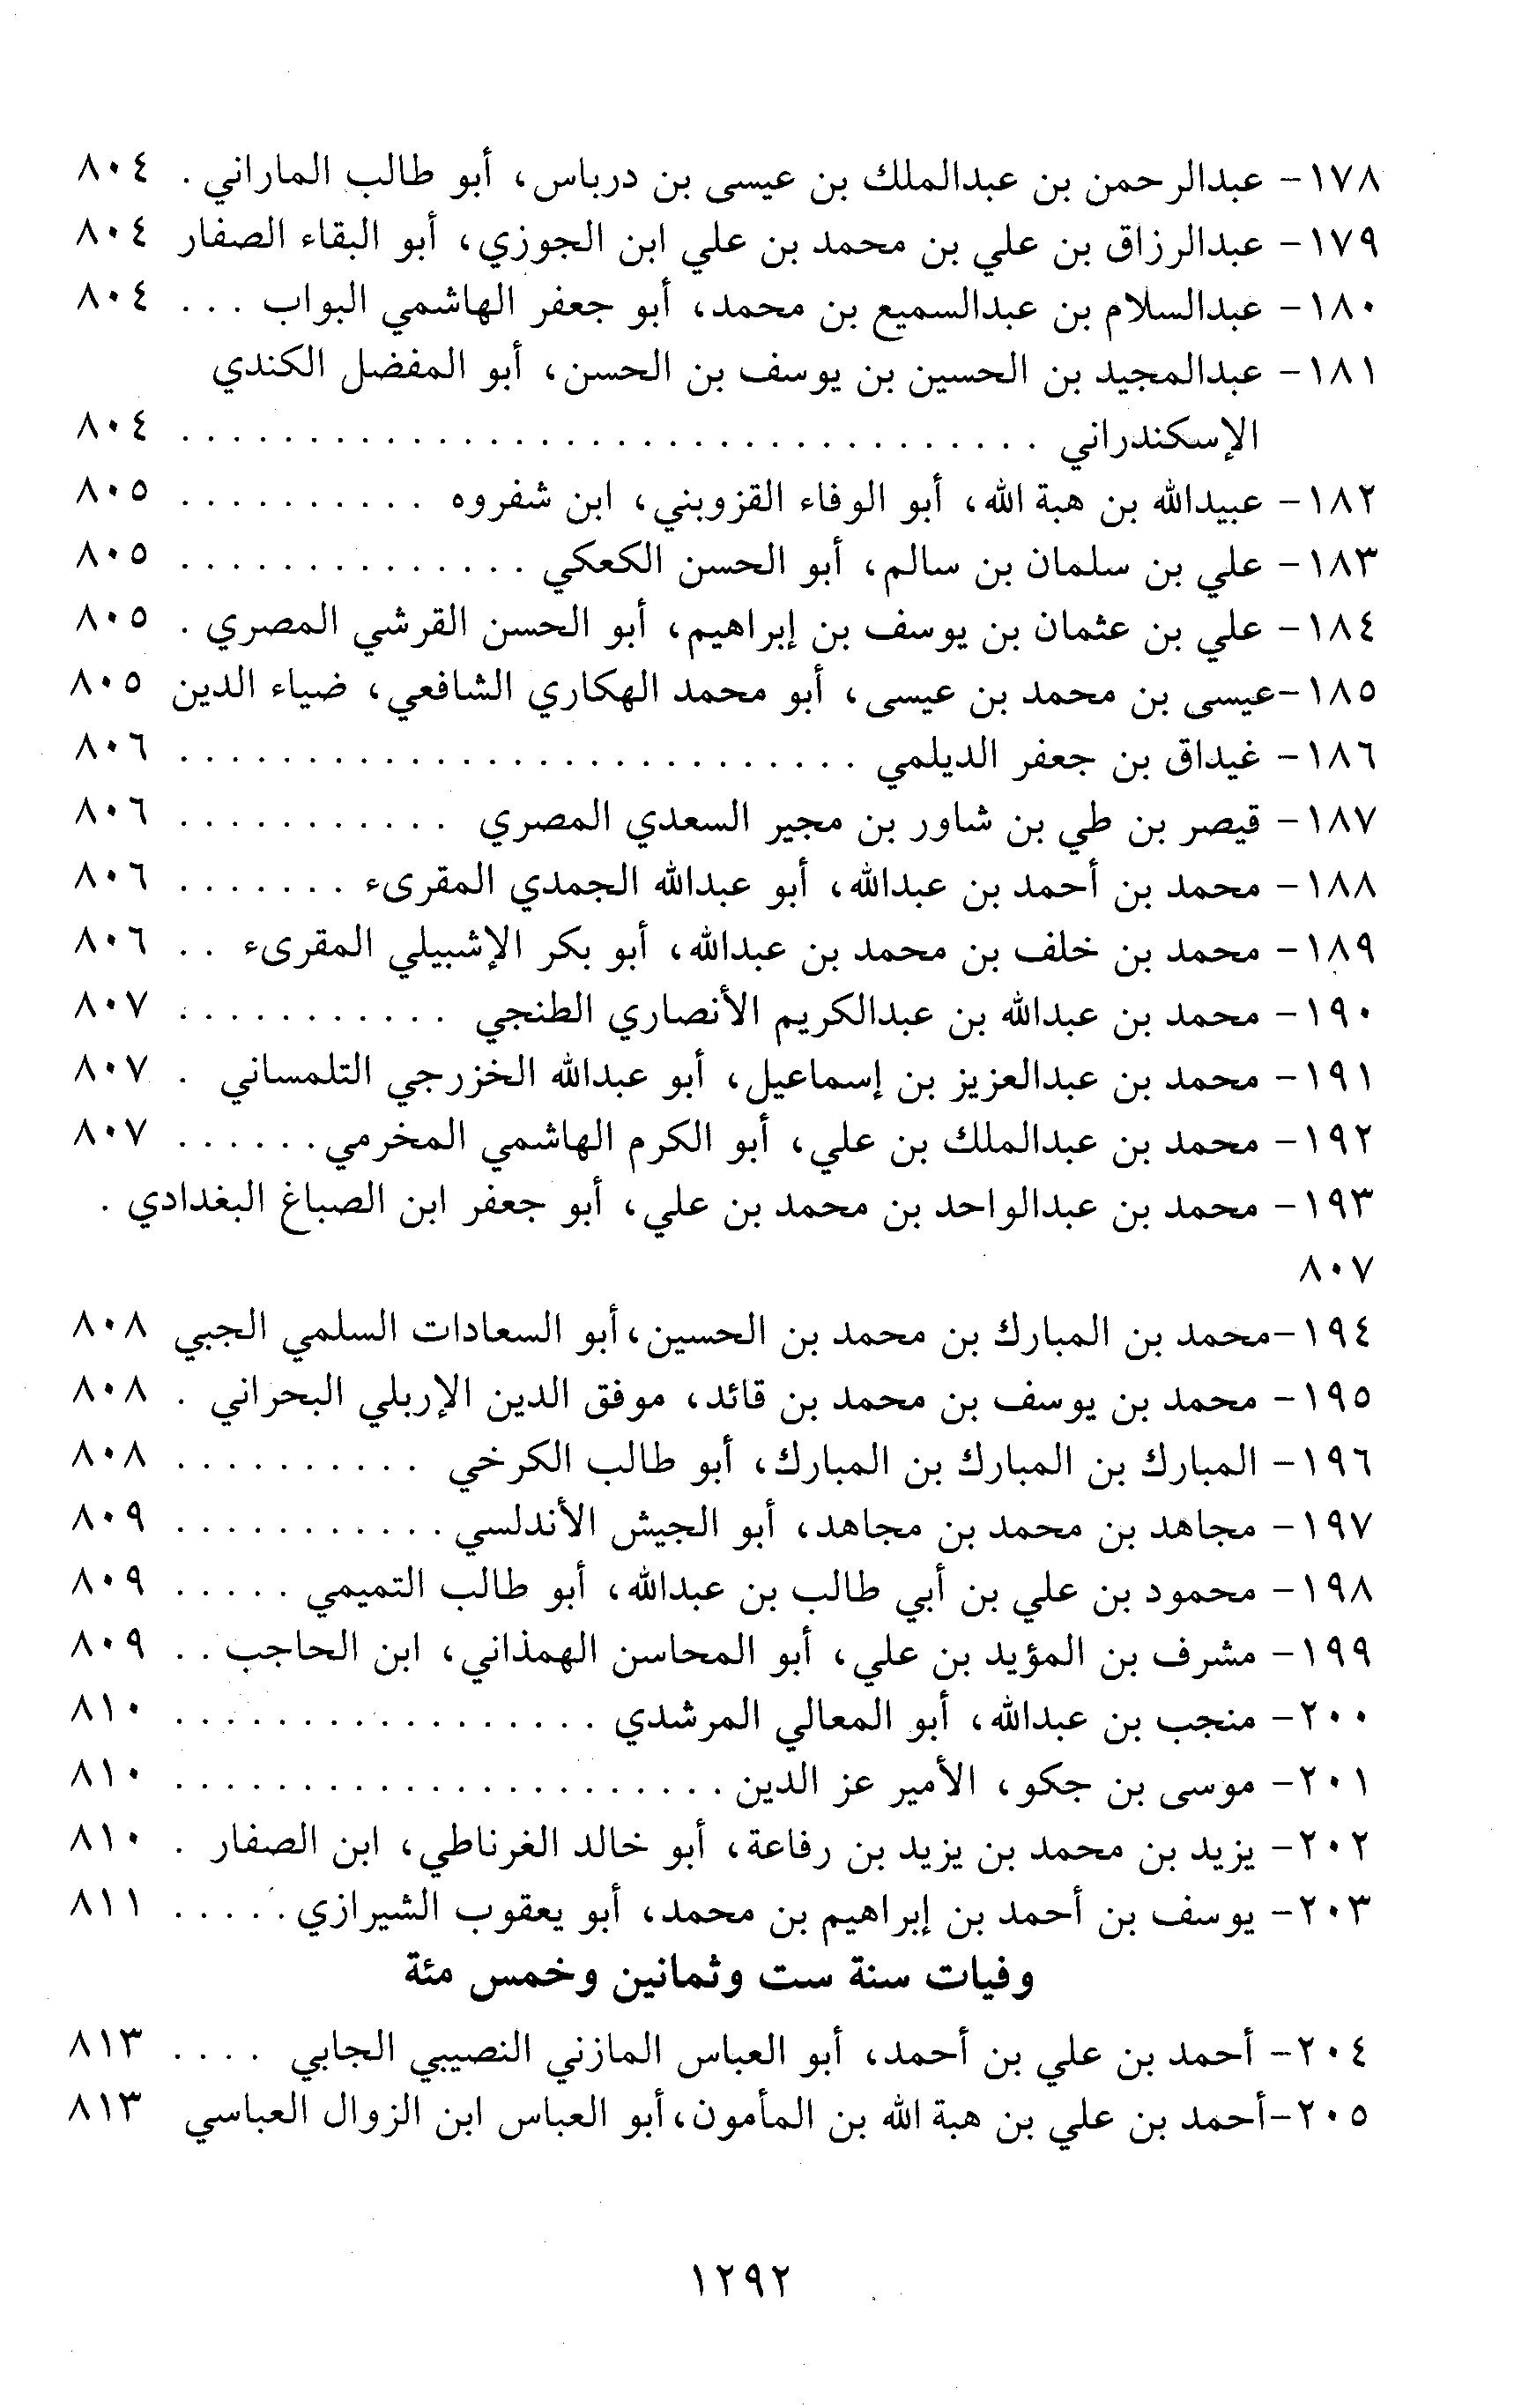 ١٧٨- عبدالرحمن بن عبدالملك بن عيسى بن درباس، أبو طالب الماراني . ٨٠٤
١٧٩- عبدالرزاق بن علي بن محمد بن علي ابن الجوزي، أبو البقاء الصفار ٨٠٤
١٨٠- عبدالسلام بن عبدالسميع بن محمد، أبو جعفر الهاشمي البواب . . . ٨٠٤
١٨١- عبدالمجيد بن الحسين بن يوسف بن الحسن، أبو المفضل الكندي
الإسكندراني . . . . . . . . . . . . . . . . . . . . . . . . . . . . . . . . . . ٨٠٤
١٨٢- عبيدالله بن هبة الله، أبو الوفاء القزويني، ابن شفروه . . . . . . . . . . ٨٠٥
١٨٣- علي بن سلمان بن سالم، أبو الحسن الكعكي . . . . . . . . . . . . . . ٨٠٥
١٨٤- علي بن عثمان بن يوسف بن إبراهيم، أبو الحسن القرشي المصري . ٨٠٥
١٨٥-عيسى بن محمد بن عيسى، أبو محمد الهكاري الشافعي، ضياء الدين ٨٠٥
١٨٦- غيداق بن جعفر الديلمي . . . . . . . . . . . . . . . . . . . . . . . . . . . ٨٠٦
١٨٧- قيصر بن طي بن شاور بن مجير السعدي المصري . . . . . . . . . . . ٨٠٦
١٨٨- محمد بن أحمد بن عبدالله، أبو عبدالله الجمدي المقرىء . . . . . . . ٨٠٦
١٨٩- محمد بن خلف بن محمد بن عبدالله، أبو بكر الإشبيلي المقرىء . . ٨٠٦
١٩٠- محمد بن عبدالله بن عبدالكريم الأنصاري الطنجي . . . . . . . . . . . ٨٠٧
١٩١- محمد بن عبدالعزيز بن إسماعيل، أبو عبدالله الخزرجي التلمساني . ٨٠٧
١٩٢- محمد بن عبدالملك بن علي، أبو الكرم الهاشمي المخرمي . . . . . . ٨٠٧
١٩٣- محمد بن عبدالواحد بن محمد بن علي، أبو جعفر ابن الصباغ البغدادي .
٨٠٧
١٩٤-محمد بن المبارك بن محمد بن الحسين،أبو السعادات السلمي الجبي ٨٠٨
١٩٥- محمد بن يوسف بن محمد بن قائد، موفق الدين الإربلي البحراني . ٨٠٨
١٩٦- المبارك بن المبارك بن المبارك، أبو طالب الكرخي . . . . . . . . . . ٨٠٨
١٩٧- مجاهد بن محمد بن مجاهد، أبو الجيش الأندلسي . . . . . . . . . . . ٨٠٩
١٩٨- محمود بن علي بن أبي طالب بن عبدالله، أبو طالب التميمي . . . . . ٨٠٩
١٩٩- مشرف بن المؤيد بن علي، أبو المحاسن الهمذاني، ابن الحاجب . . ٨٠٩
٢٠٠- منجب بن عبدالله، أبو المعالي المرشدي . . . . . . . . . . . . . . . . . ٨١٠
٢٠١- موسى بن جكو، الأمير عز الدين . . . . . . . . . . . . . . . . . . . . . . ٨١٠
٢٠٢- يزيد بن محمد بن يزيد بن رفاعة، أبو خالد الغرناطي، ابن الصفار . ٨١٠
٢٠٣- يوسف بن أحمد بن إبراهيم بن محمد، أبو يعقوب الشيرازي . . . . . ٨١١
وفيات سنة ست وثمانين وخمس مئة
٢٠٤- أحمد بن علي بن أحمد، أبو العباس المازني النصيبي الجابي . . . . ٨١٣
٢٠٥-أحمد بن علي بن هبة الله بن المأمون،أبو العباس ابن الزوال العباسي ٨١٣
١٢٩٢